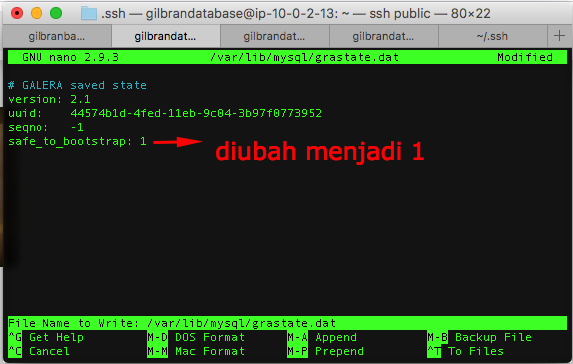 .ssh — gilbrandatabase@ip-10-0-2-13: ~ — ssh public — 80×22
gilbranba... gilbrandat... gilbrandat... gilbrandat... ~/.ssh +
GNU nano 2.9.3 /var/lib/mysql/grastate.dat Modified
# GALERA saved state
version: 2.1
uuid: 44574b1d-4fed-11eb-9c04-3b97f0773952
seqno: -1
safe_to_bootstrap: 1
diubah menjadi 1
File Name to Write: /var/lib/mysql/grastate.dat
^G Get Help M-D DOS Format M-A Append M-B Backup File
^C Cancel M-M Mac Format M-P Prepend ^T To Files